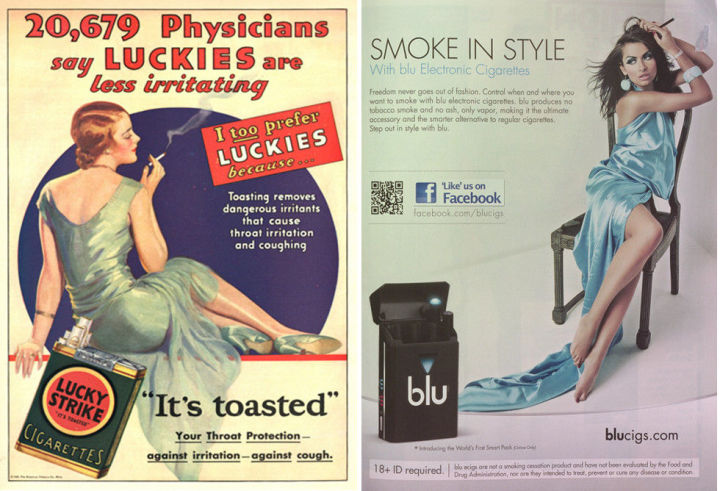 20,679 Physicians
say LUCKIES are
less irritating
I too prefer
LUCKIES
because...
Toasting removes
dangerous irritants
that cause
throat irritation
and coughing
LUCKY
STRIKE
"IT'S TOASTED"
CIGARETTES
"It's toasted"
Your Throat Protection—
against irritation—against cough.
SMOKE IN STYLE
With blu Electronic Cigarettes
Freedom never goes out of fashion. Control when and where you
want to smoke with blu electronic cigarettes. blu produces no
tobacco smoke and no ash, only vapor, making it the ultimate
accessory and the smarter alternative to regular cigarettes.
Step out in style with blu.
f
'Like' us on
Facebook
facebook.com/blucigs
blu
blucigs.com
* Introducing the World's First Smart Pack (Online Only)
18+ ID required.
blu ecigs are not a smoking cessation product and have not been evaluated by the Food and
Drug Administration, nor are they intended to treat, prevent or cure any disease or condition.